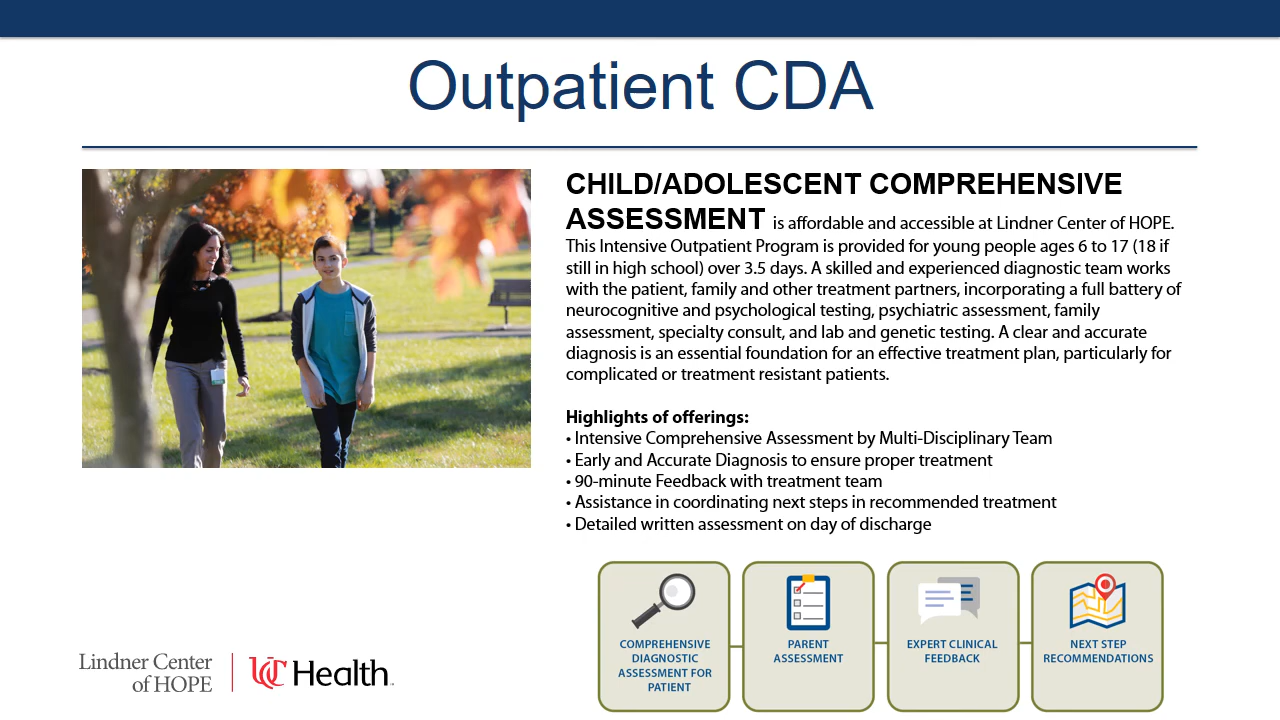 Outpatient CDA
CHILD/ADOLESCENT COMPREHENSIVE
ASSESSMENT is affordable and accessible at Lindner Center of HOPE.
This Intensive Outpatient Program is provided for young people ages 6 to 17 (18 if
still in high school) over 3.5 days. A skilled and experienced diagnostic team works
with the patient, family and other treatment partners, incorporating a full battery of
neurocognitive and psychological testing, psychiatric assessment, family
assessment, specialty consult, and lab and genetic testing. A clear and accurate
diagnosis is an essential foundation for an effective treatment plan, particularly for
complicated or treatment resistant patients.
Highlights of offerings:
• Intensive Comprehensive Assessment by Multi-Disciplinary Team
• Early and Accurate Diagnosis to ensure proper treatment
• 90-minute Feedback with treatment team
• Assistance in coordinating next steps in recommended treatment
• Detailed written assessment on day of discharge
COMPREHENSIVE
DIAGNOSTIC
ASSESSMENT FOR
PATIENT
PARENT
ASSESSMENT
EXPERT CLINICAL
FEEDBACK
NEXT STEP
RECOMMENDATIONS
Lindner Center
of HOPE
UC Health